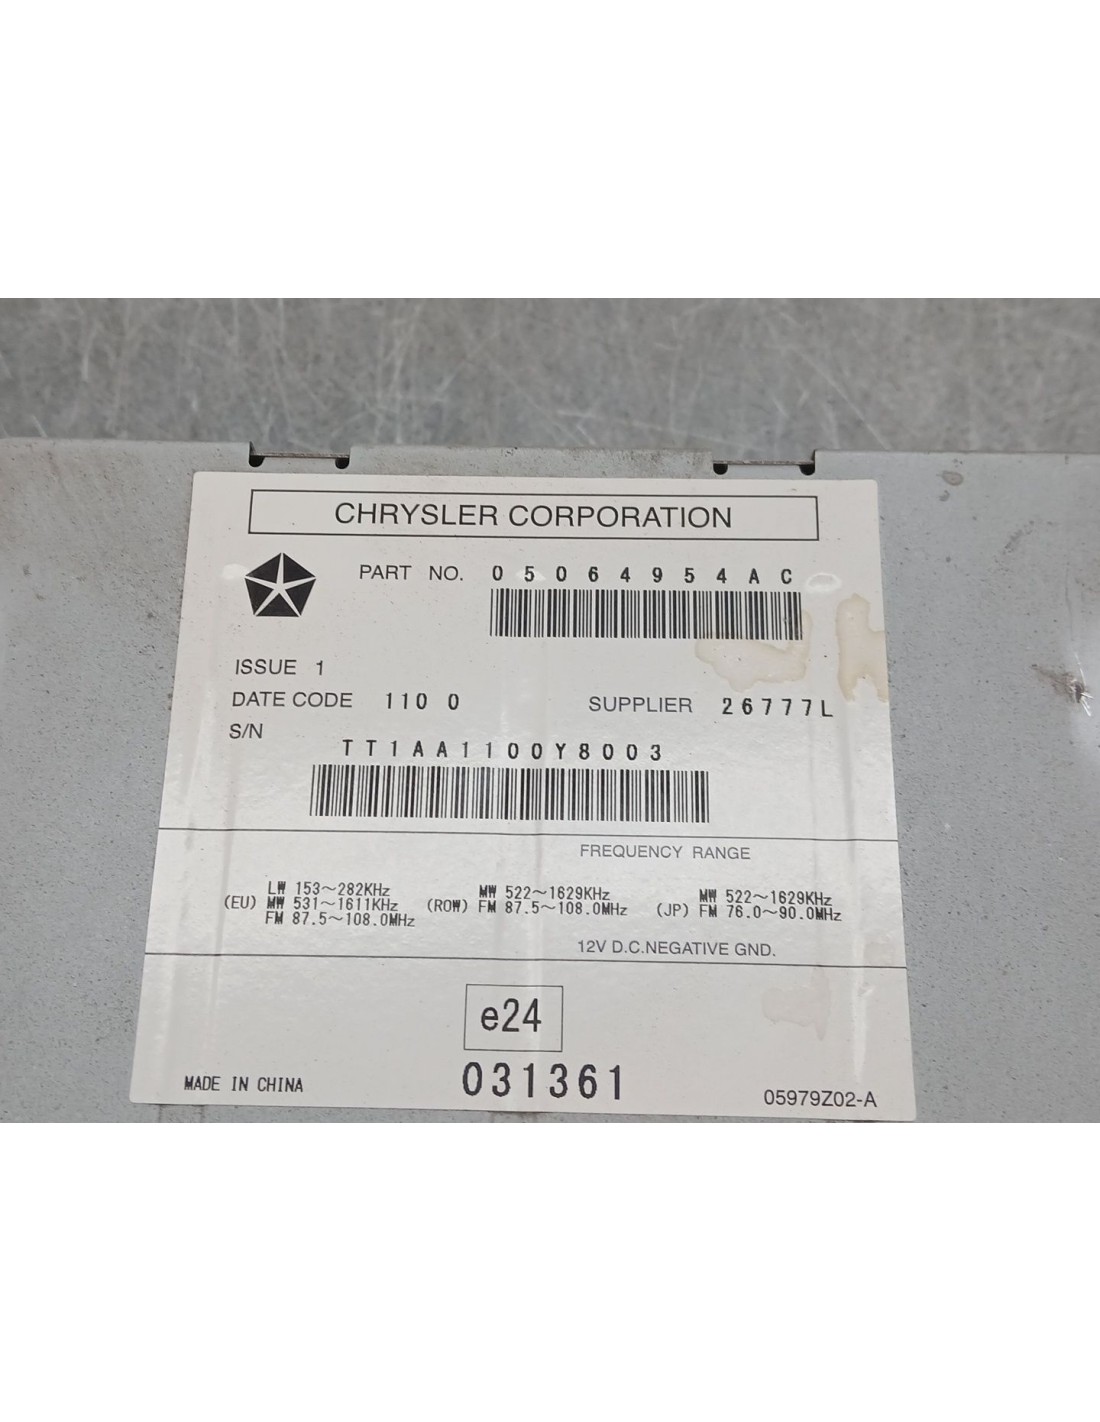 CHRYSLER CORPORATION
PART NO. 05064954AC
ISSUE 1
DATE CODE 110 0 SUPPLIER 26777L
S/N
TT1AA1100Y8003
FREQUENCY RANGE
(EU) LW 153~282KHz
MW 531~1611KHz
FM 87.5~108.0MHz
(ROW) MW 522~1629KHz
FM 87.5~108.0MHz
(JP) MW 522~1629KHz
FM 76.0~90.0MHz
12V D.C.NEGATIVE GND.
e24
031361
MADE IN CHINA
05979Z02-A